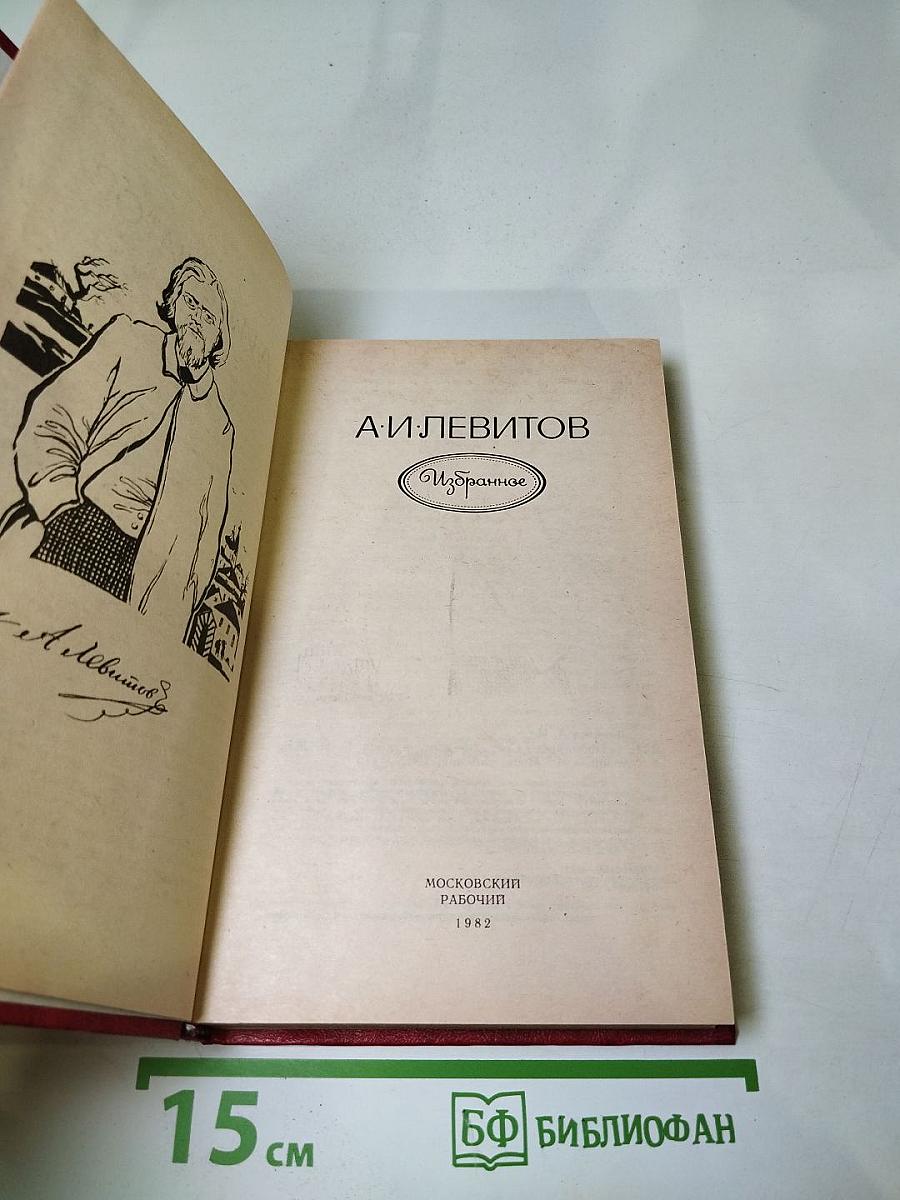 А. Левитов
А·И·ЛЕВИТОВ
Избранное
МОСКОВСКИЙ
РАБОЧИЙ
1982
15 см
БФ БИБЛИОФАН